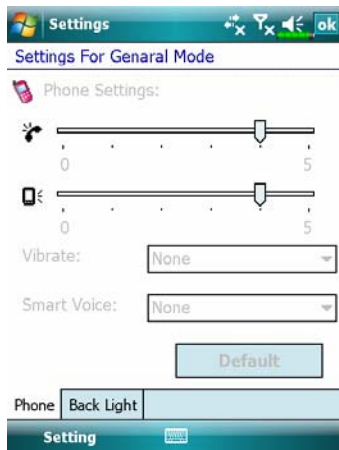 Settings
ok
Settings For Genaral Mode
Phone Settings:
0 5
0 5
Vibrate: None
Smart Voice: None
Default
Phone Back Light
Setting